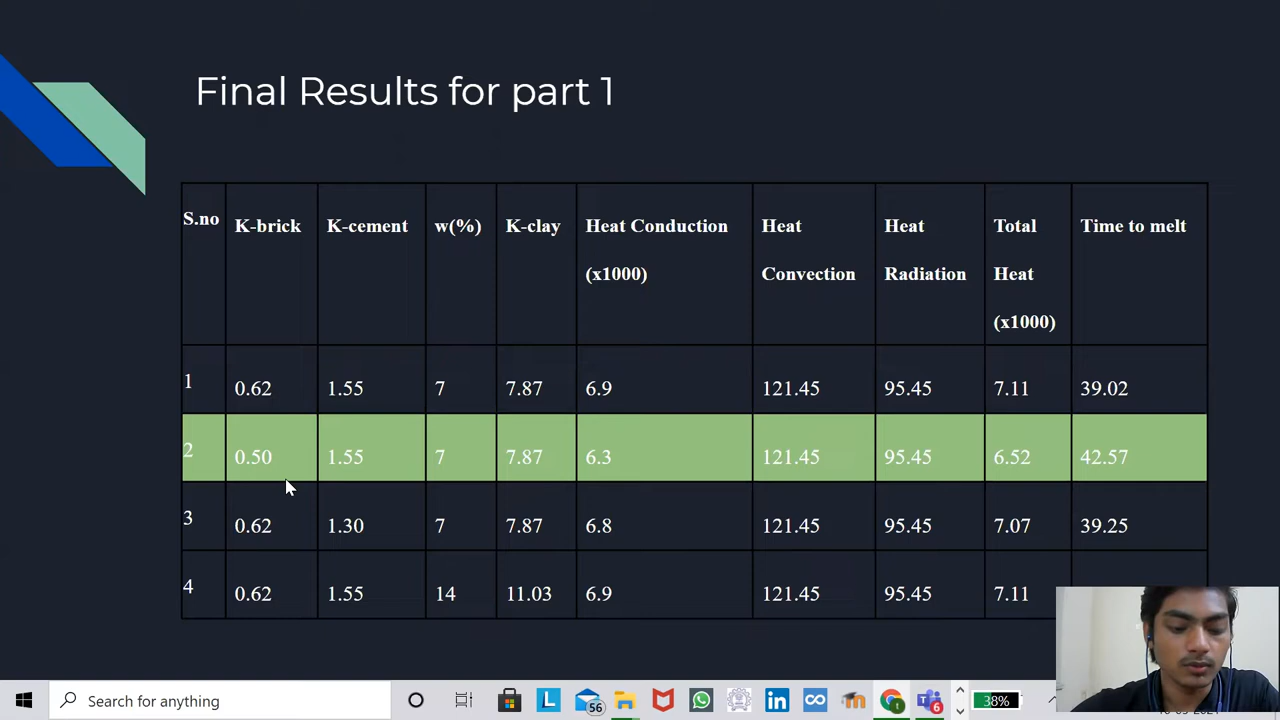 Final Results for part 1
S.no K-brick K-cement w(%) K-clay Heat Conduction (x1000) Heat Convection Heat Radiation Total Heat (x1000) Time to melt
1 0.62 1.55 7 7.87 6.9 121.45 95.45 7.11 39.02
2 0.50 1.55 7 7.87 6.3 121.45 95.45 6.52 42.57
3 0.62 1.30 7 7.87 6.8 121.45 95.45 7.07 39.25
4 0.62 1.55 14 11.03 6.9 121.45 95.45 7.11
Search for anything
L 56 in 6 38%